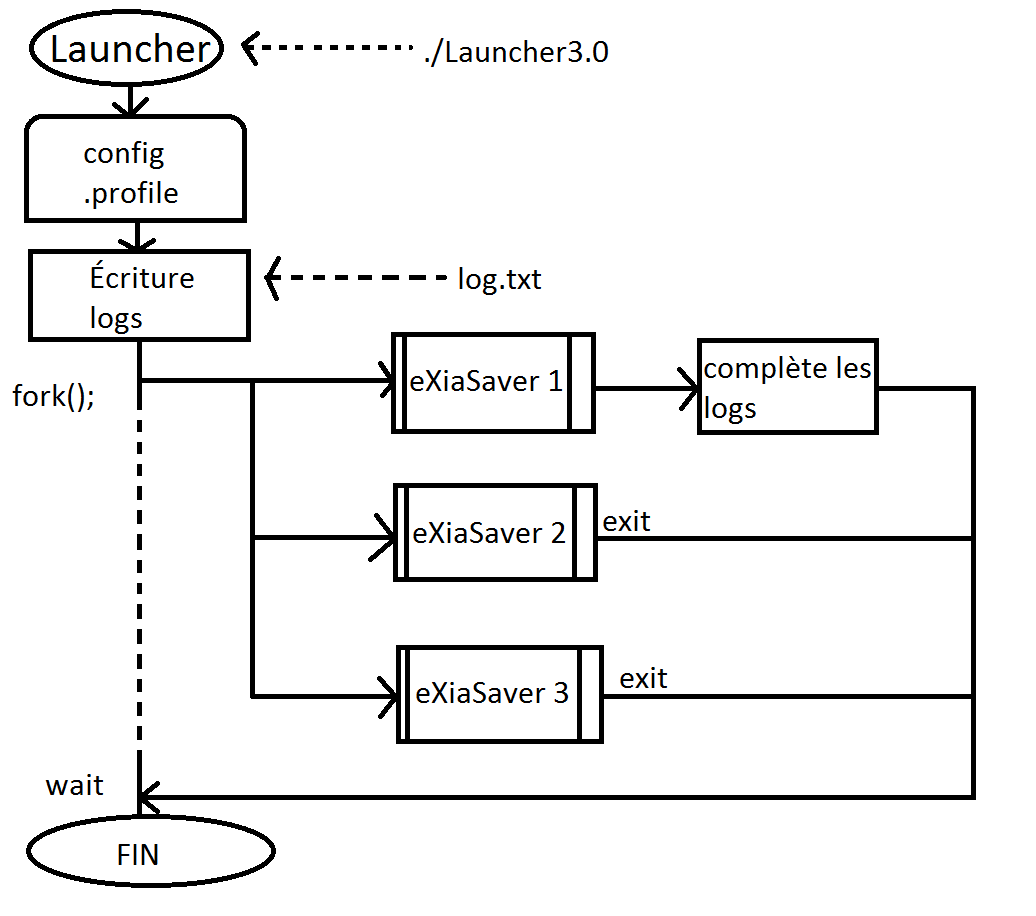 Launcher
./Launcher3.0
config
.profile
Écriture
logs
log.txt
fork();
eXiaSaver 1
complète les
logs
eXiaSaver 2
exit
eXiaSaver 3
exit
wait
FIN